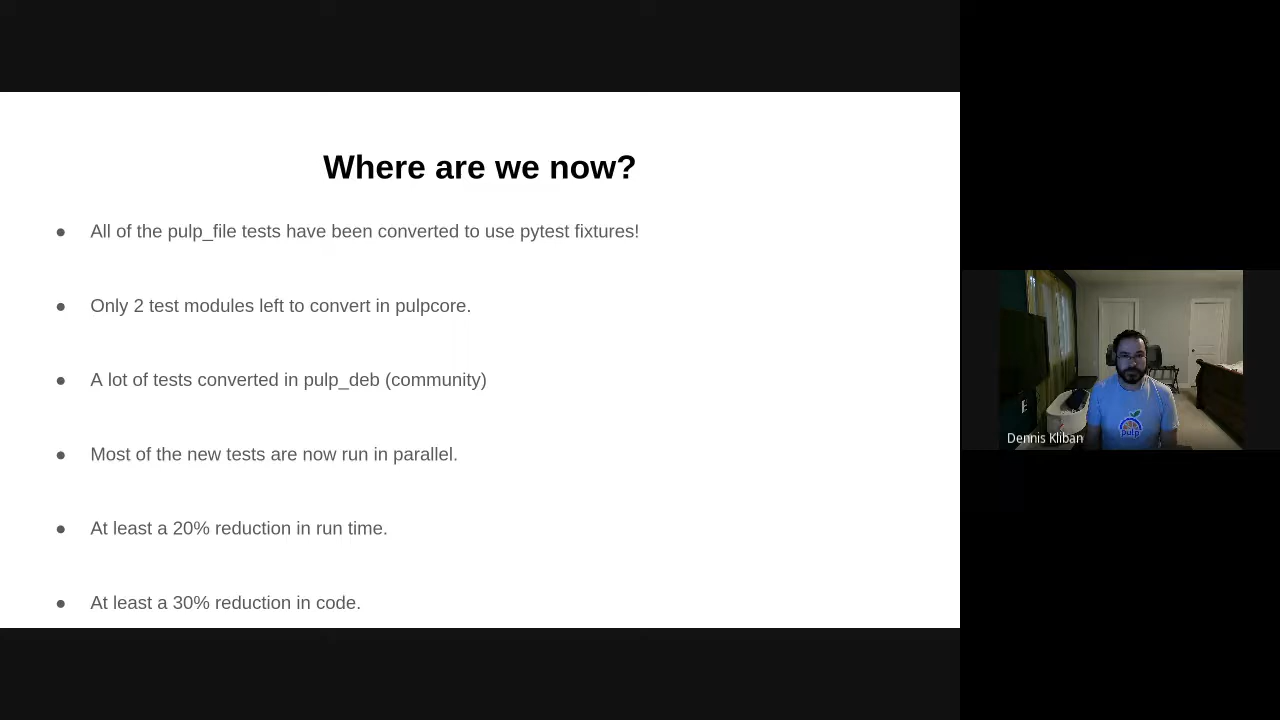 Where are we now?
● All of the pulp_file tests have been converted to use pytest fixtures!
● Only 2 test modules left to convert in pulpcore.
● A lot of tests converted in pulp_deb (community)
● Most of the new tests are now run in parallel.
● At least a 20% reduction in run time.
● At least a 30% reduction in code.
pulp
Dennis Kliban